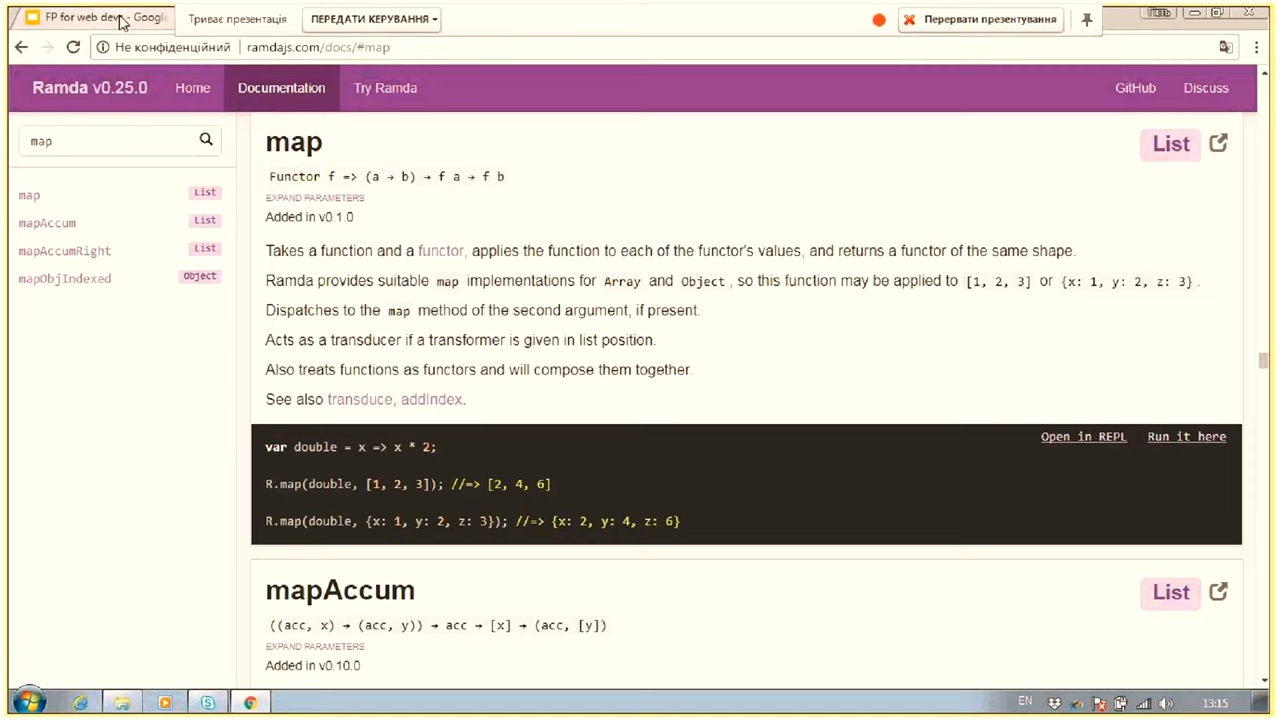 FP for web dev - Google
Триває презентація
ПЕРЕДАТИ КЕРУВАННЯ
Перервати презентування
Не конфіденційний
ramdajs.com/docs/#map
Ramda v0.25.0
Home
Documentation
Try Ramda
GitHub
Discuss
map
map List
mapAccum List
mapAccumRight List
mapObjIndexed Object
map
List
Functor f => (a → b) → f a → f b
EXPAND PARAMETERS
Added in v0.1.0
Takes a function and a functor, applies the function to each of the functor's values, and returns a functor of the same shape.
Ramda provides suitable map implementations for Array and Object, so this function may be applied to [1, 2, 3] or {x: 1, y: 2, z: 3}.
Dispatches to the map method of the second argument, if present.
Acts as a transducer if a transformer is given in list position.
Also treats functions as functors and will compose them together.
See also transduce, addIndex.
Open in REPL Run it here
var double = x => x * 2;
R.map(double, [1, 2, 3]); //=> [2, 4, 6]
R.map(double, {x: 1, y: 2, z: 3}); //=> {x: 2, y: 4, z: 6}
mapAccum
List
((acc, x) → (acc, y)) → acc → [x] → (acc, [y])
EXPAND PARAMETERS
Added in v0.10.0
EN
13:15